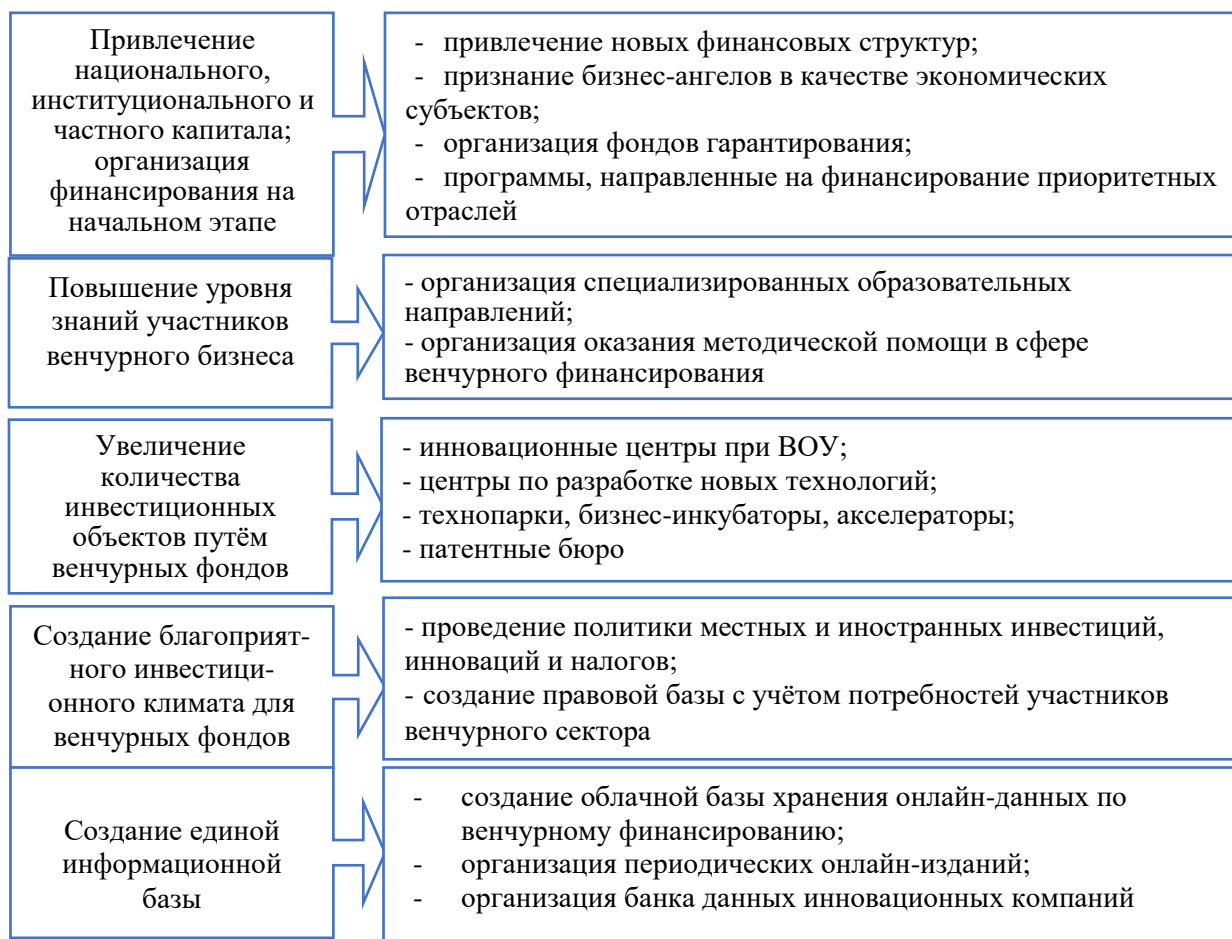 Привлечение
национального,
институционального и
частного капитала;
организация
финансирования на
начальном этапе
- привлечение новых финансовых структур;
- признание бизнес-ангелов в качестве экономических
субъектов;
- организация фондов гарантирования;
- программы, направленные на финансирование приоритетных
отраслей
Повышение уровня
знаний участников
венчурного бизнеса
- организация специализированных образовательных
направлений;
- организация оказания методической помощи в сфере
венчурного финансирования
Увеличение
количества
инвестиционных
объектов путём
венчурных фондов
- инновационные центры при ВОУ;
- центры по разработке новых технологий;
- технопарки, бизнес-инкубаторы, акселераторы;
- патентные бюро
Создание благоприят-
ного инвестици-
онного климата для
венчурных фондов
- проведение политики местных и иностранных инвестиций,
инноваций и налогов;
- создание правовой базы с учётом потребностей участников
венчурного сектора
Создание единой
информационной
базы
- создание облачной базы хранения онлайн-данных по
венчурному финансированию;
- организация периодических онлайн-изданий;
- организация банка данных инновационных компаний